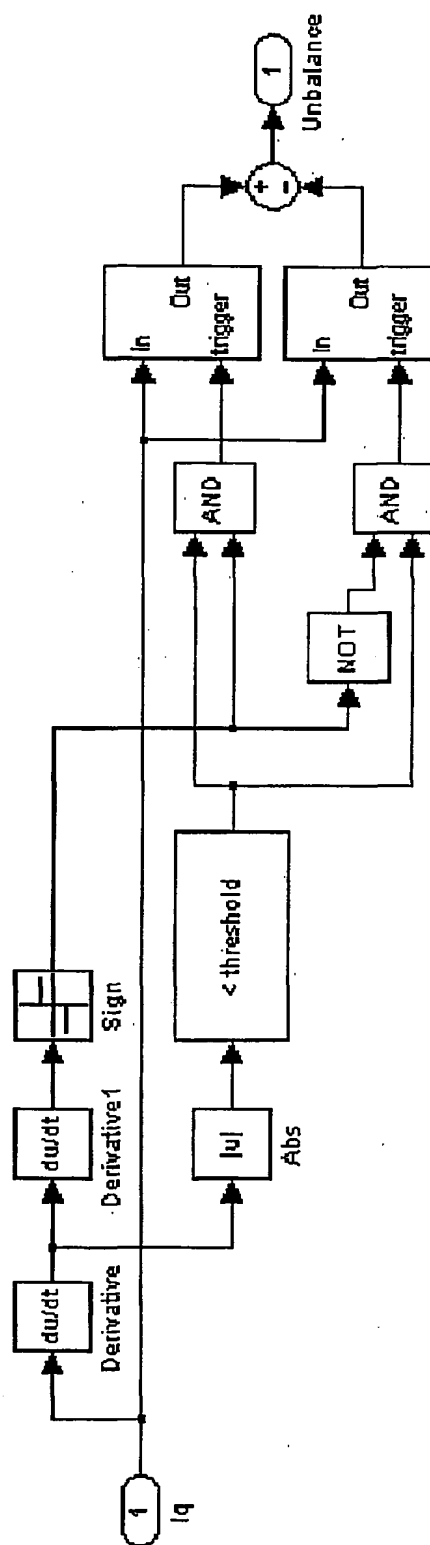 1
Iq
du/dt
Derivative
du/dt
Derivative1
Sign
|u|
Abs
< threshold
NOT
AND
AND
In
Out
trigger
In
Out
trigger
+
-
1
Unbalance